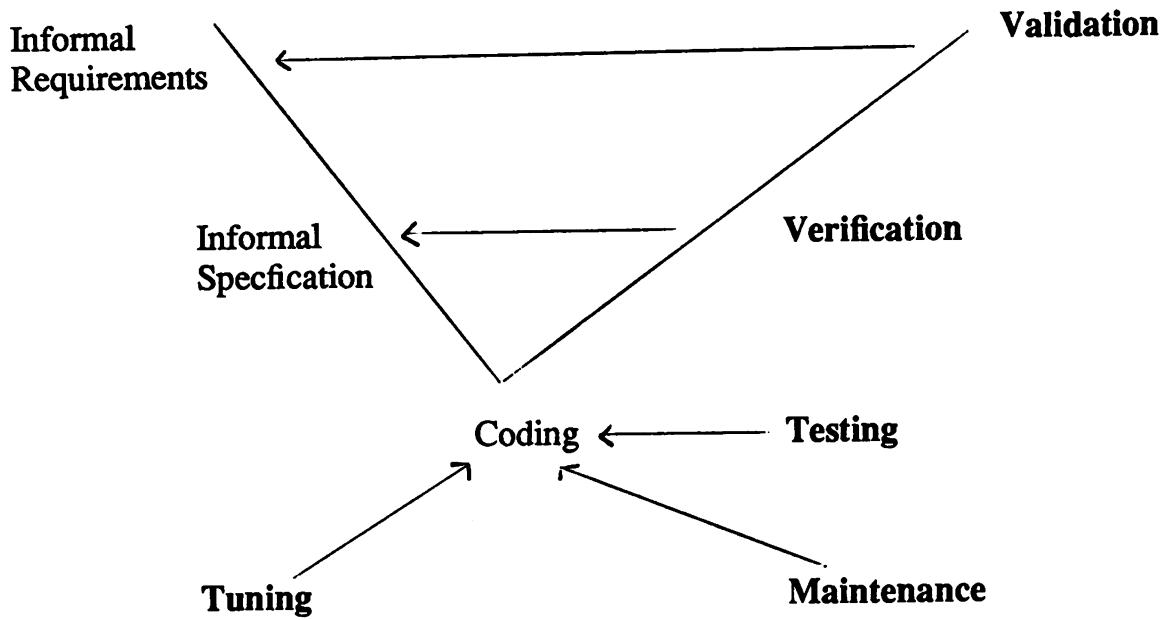 Informal
Requirements
Validation
Informal
Specfication
Verification
Coding
Testing
Tuning
Maintenance